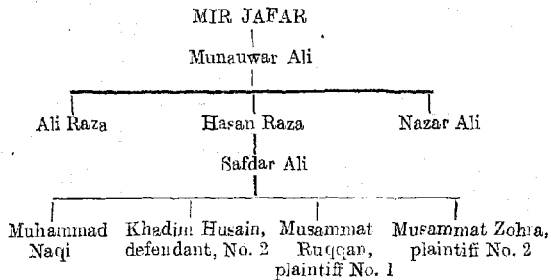 MIR JAFAR
Munauwar Ali
Ali Raza Hasan Raza Nazar Ali
Safdar Ali
Muhammad Khadim Husain, Musammat Musammat Zohra,
Naqi defendant, No. 2 Ruqqan, plaintiff No. 2
plaintiff No. 1